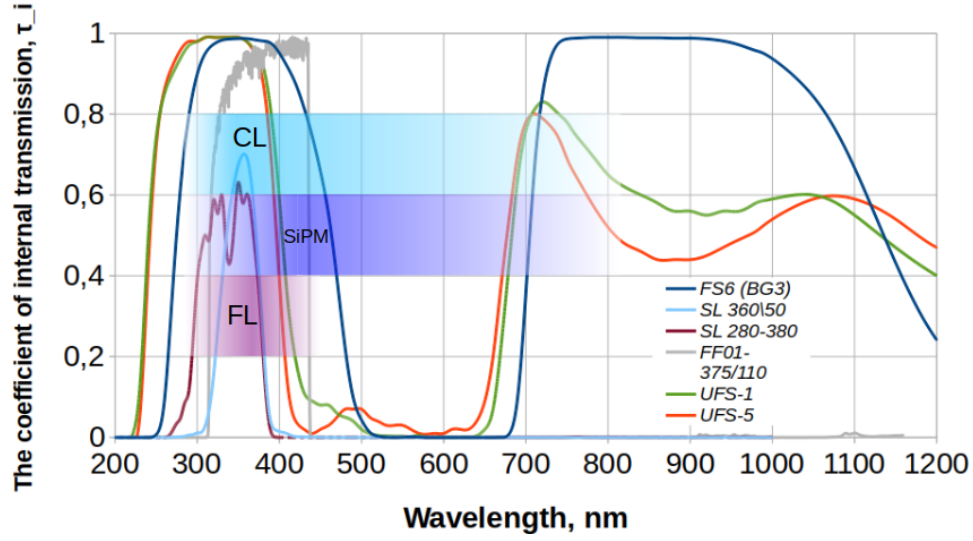 The coefficient of internal transmission, τ_i
1
0,8
0,6
0,4
0,2
0
CL
SiPM
FL
FS6 (BG3)
SL 360\50
SL 280-380
FF01-
375/110
UFS-1
UFS-5
200 300 400 500 600 700 800 900 1000 1100 1200
Wavelength, nm